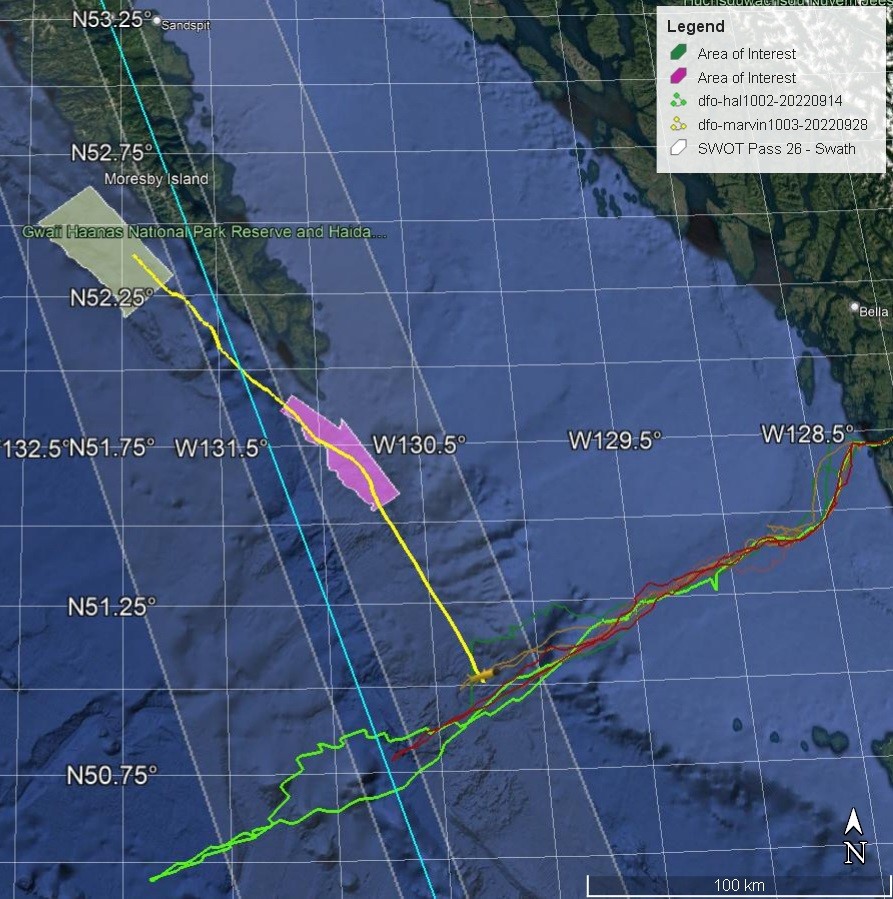 N53.25°
Sandspit
Legend
Area of Interest
Area of Interest
dfo-hal1002-20220914
dfo-marvin1003-20220928
SWOT Pass 26 - Swath
N52.75°
Moresby Island
Gwaii Haanas National Park Reserve and Haida....
N52.25°
Bella
132.5° N51.75° W131.5° W130.5° W129.5° W128.5°
N51.25°
N50.75°
N
100 km